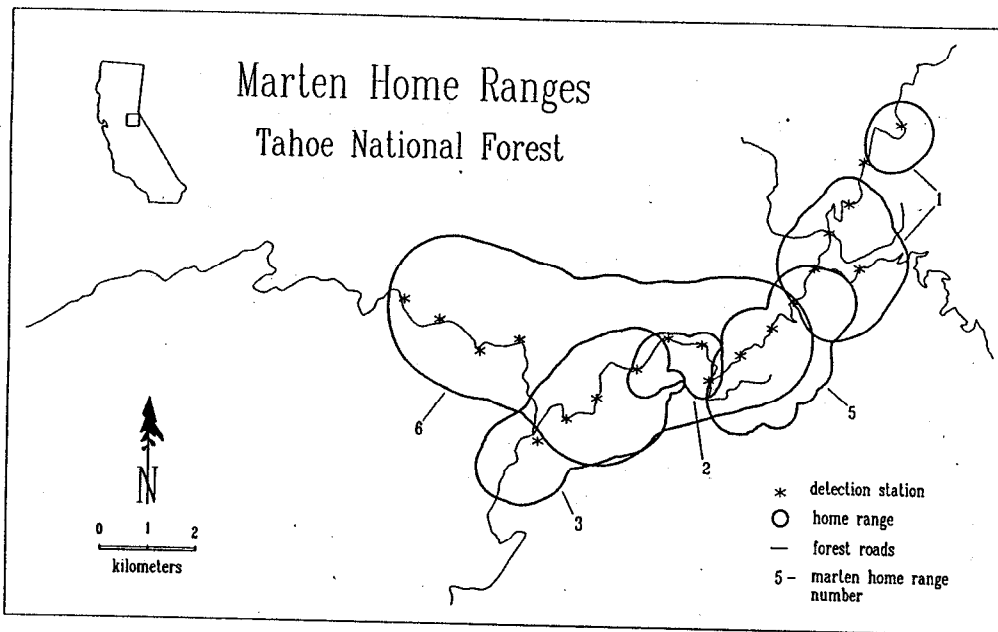 Marten Home Ranges
Tahoe National Forest
1
6
5
2
3
N
0 1 2
kilometers
* detection station
home range
forest roads
5 - marten home range
number